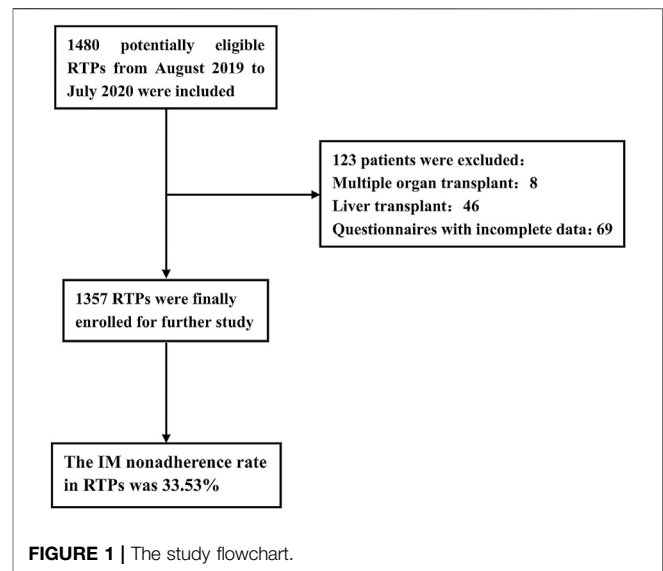 1480 potentially eligible
RTPs from August 2019 to
July 2020 were included
123 patients were excluded：
Multiple organ transplant：8
Liver transplant：46
Questionnaires with incomplete data：69
1357 RTPs were finally
enrolled for further study
The IM nonadherence rate
in RTPs was 33.53%
FIGURE 1 | The study flowchart.